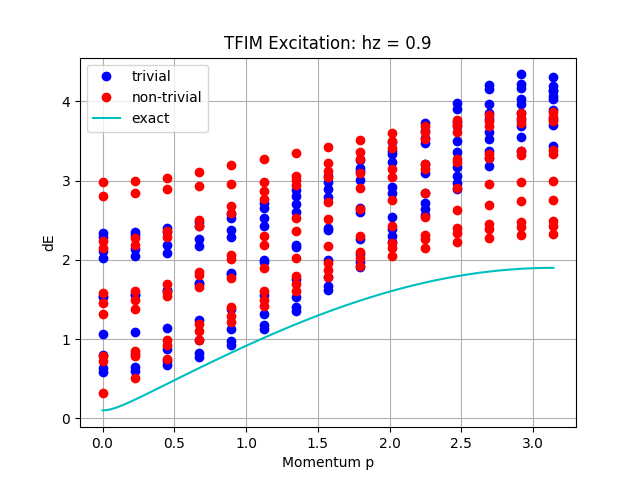 TFIM Excitation: hz = 0.9
trivial
non-trivial
exact
dE
4
3
2
1
0
0.0 0.5 1.0 1.5 2.0 2.5 3.0
Momentum p